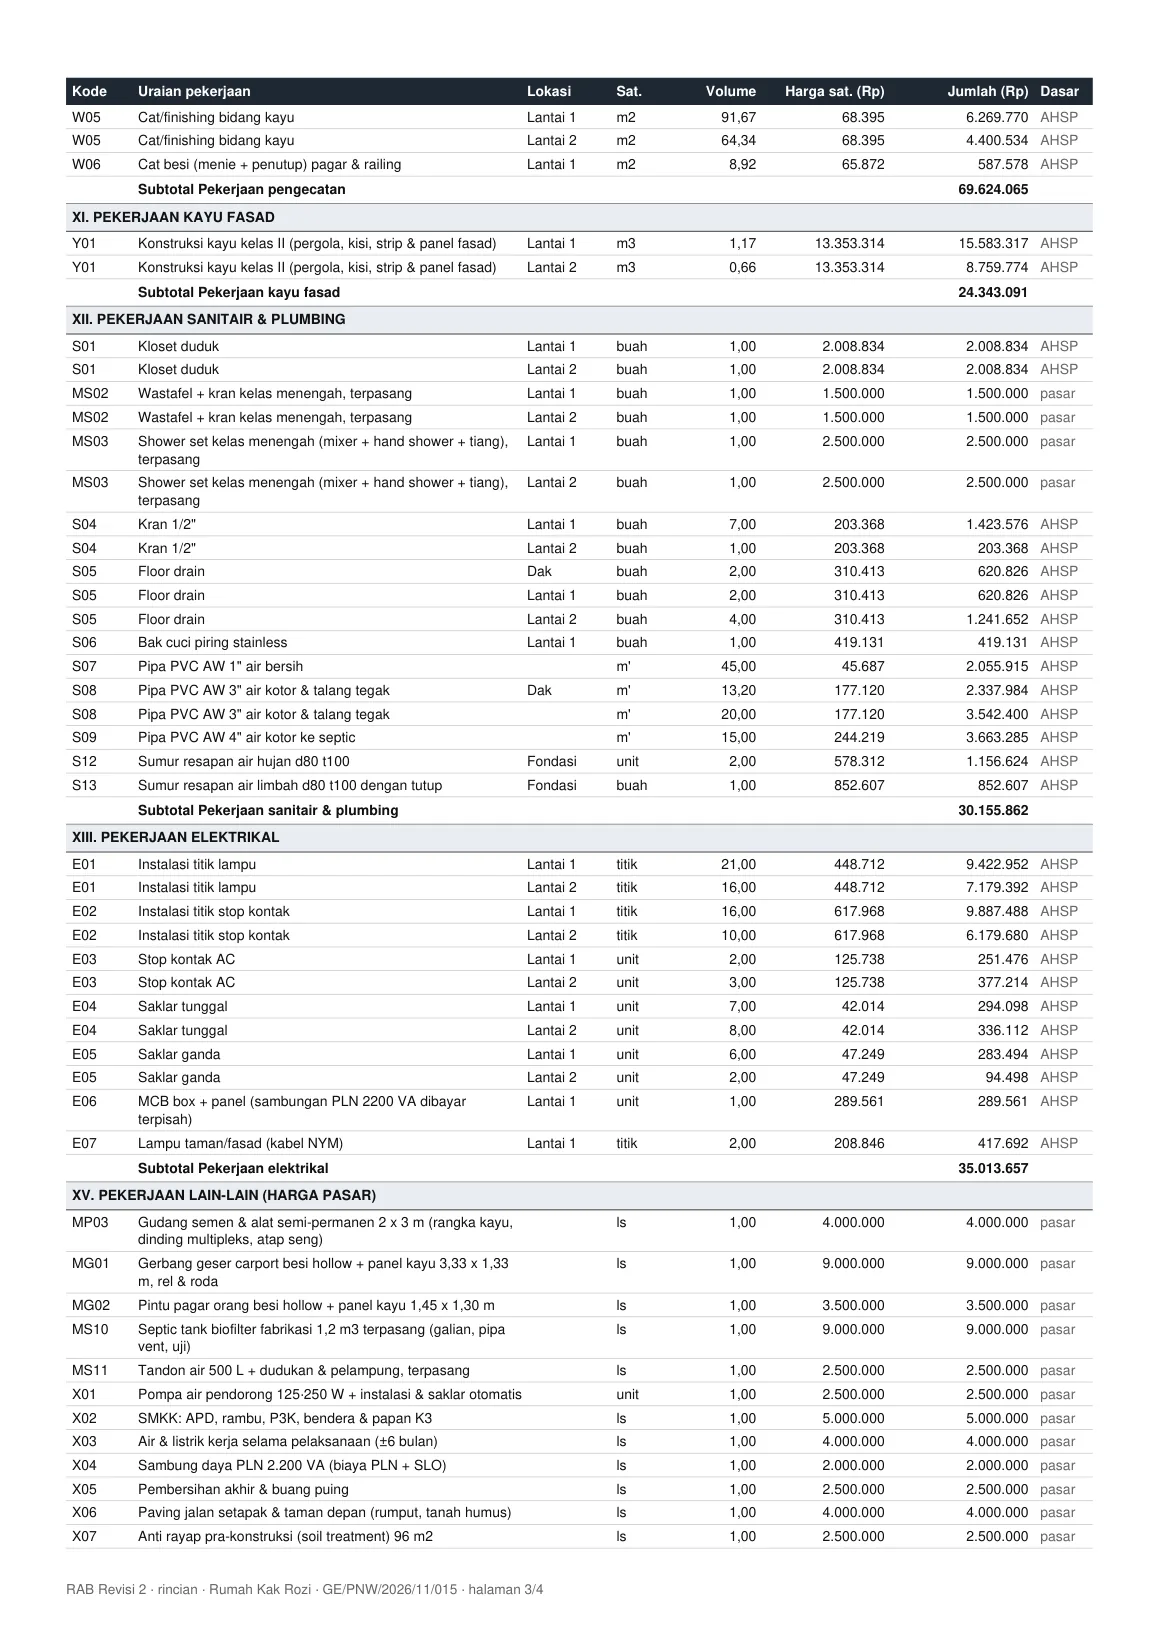 Kode Uraian pekerjaan Lokasi Sat. Volume Harga sat. (Rp) Jumlah (Rp) Dasar
W05 Cat/finishing bidang kayu Lantai 1 m2 91,67 68.395 6.269.770 AHSP
W05 Cat/finishing bidang kayu Lantai 2 m2 64,34 68.395 4.400.534 AHSP
W06 Cat besi (menie + penutup) pagar & railing Lantai 1 m2 8,92 65.872 587.578 AHSP
Subtotal Pekerjaan pengecatan 69.624.065
XI. PEKERJAAN KAYU FASAD
Y01 Konstruksi kayu kelas II (pergola, kisi, strip & panel fasad) Lantai 1 m3 1,17 13.353.314 15.583.317 AHSP
Y01 Konstruksi kayu kelas II (pergola, kisi, strip & panel fasad) Lantai 2 m3 0,66 13.353.314 8.759.774 AHSP
Subtotal Pekerjaan kayu fasad 24.343.091
XII. PEKERJAAN SANITAIR & PLUMBING
S01 Kloset duduk Lantai 1 buah 1,00 2.008.834 2.008.834 AHSP
S01 Kloset duduk Lantai 2 buah 1,00 2.008.834 2.008.834 AHSP
MS02 Wastafel + kran kelas menengah, terpasang Lantai 1 buah 1,00 1.500.000 1.500.000 pasar
MS02 Wastafel + kran kelas menengah, terpasang Lantai 2 buah 1,00 1.500.000 1.500.000 pasar
MS03 Shower set kelas menengah (mixer + hand shower + tiang), Lantai 1 buah 1,00 2.500.000 2.500.000 pasar
terpasang
MS03 Shower set kelas menengah (mixer + hand shower + tiang), Lantai 2 buah 1,00 2.500.000 2.500.000 pasar
terpasang
S04 Kran 1/2" Lantai 1 buah 7,00 203.368 1.423.576 AHSP
S04 Kran 1/2" Lantai 2 buah 1,00 203.368 203.368 AHSP
S05 Floor drain Dak buah 2,00 310.413 620.826 AHSP
S05 Floor drain Lantai 1 buah 2,00 310.413 620.826 AHSP
S05 Floor drain Lantai 2 buah 4,00 310.413 1.241.652 AHSP
S06 Bak cuci piring stainless Lantai 1 buah 1,00 419.131 419.131 AHSP
S07 Pipa PVC AW 1" air bersih m' 45,00 45.687 2.055.915 AHSP
S08 Pipa PVC AW 3" air kotor & talang tegak Dak m' 13,20 177.120 2.337.984 AHSP
S08 Pipa PVC AW 3" air kotor & talang tegak m' 20,00 177.120 3.542.400 AHSP
S09 Pipa PVC AW 4" air kotor ke septic m' 15,00 244.219 3.663.285 AHSP
S12 Sumur resapan air hujan d80 t100 Fondasi unit 2,00 578.312 1.156.624 AHSP
S13 Sumur resapan air limbah d80 t100 dengan tutup Fondasi buah 1,00 852.607 852.607 AHSP
Subtotal Pekerjaan sanitair & plumbing 30.155.862
XIII. PEKERJAAN ELEKTRIKAL
E01 Instalasi titik lampu Lantai 1 titik 21,00 448.712 9.422.952 AHSP
E01 Instalasi titik lampu Lantai 2 titik 16,00 448.712 7.179.392 AHSP
E02 Instalasi titik stop kontak Lantai 1 titik 16,00 617.968 9.887.488 AHSP
E02 Instalasi titik stop kontak Lantai 2 titik 10,00 617.968 6.179.680 AHSP
E03 Stop kontak AC Lantai 1 unit 2,00 125.738 251.476 AHSP
E03 Stop kontak AC Lantai 2 unit 3,00 125.738 377.214 AHSP
E04 Saklar tunggal Lantai 1 unit 7,00 42.014 294.098 AHSP
E04 Saklar tunggal Lantai 2 unit 8,00 42.014 336.112 AHSP
E05 Saklar ganda Lantai 1 unit 6,00 47.249 283.494 AHSP
E05 Saklar ganda Lantai 2 unit 2,00 47.249 94.498 AHSP
E06 MCB box + panel (sambungan PLN 2200 VA dibayar Lantai 1 unit 1,00 289.561 289.561 AHSP
terpisah)
E07 Lampu taman/fasad (kabel NYM) Lantai 1 titik 2,00 208.846 417.692 AHSP
Subtotal Pekerjaan elektrikal 35.013.657
XV. PEKERJAAN LAIN-LAIN (HARGA PASAR)
MP03 Gudang semen & alat semi-permanen 2 x 3 m (rangka kayu, ls 1,00 4.000.000 4.000.000 pasar
dinding multipleks, atap seng)
MG01 Gerbang geser carport besi hollow + panel kayu 3,33 x 1,33 ls 1,00 9.000.000 9.000.000 pasar
m, rel & roda
MG02 Pintu pagar orang besi hollow + panel kayu 1,45 x 1,30 m ls 1,00 3.500.000 3.500.000 pasar
MS10 Septic tank biofilter fabrikasi 1,2 m3 terpasang (galian, pipa ls 1,00 9.000.000 9.000.000 pasar
vent, uji)
MS11 Tandon air 500 L + dudukan & pelampung, terpasang ls 1,00 2.500.000 2.500.000 pasar
X01 Pompa air pendorong 125-250 W + instalasi & saklar otomatis unit 1,00 2.500.000 2.500.000 pasar
X02 SMKK: APD, rambu, P3K, bendera & papan K3 ls 1,00 5.000.000 5.000.000 pasar
X03 Air & listrik kerja selama pelaksanaan (±6 bulan) ls 1,00 4.000.000 4.000.000 pasar
X04 Sambung daya PLN 2.200 VA (biaya PLN + SLO) ls 1,00 2.000.000 2.000.000 pasar
X05 Pembersihan akhir & buang puing ls 1,00 2.500.000 2.500.000 pasar
X06 Paving jalan setapak & taman depan (rumput, tanah humus) ls 1,00 4.000.000 4.000.000 pasar
X07 Anti rayap pra-konstruksi (soil treatment) 96 m2 ls 1,00 2.500.000 2.500.000 pasar
RAB Revisi 2 · rincian · Rumah Kak Rozi · GE/PNW/2026/11/015 · halaman 3/4